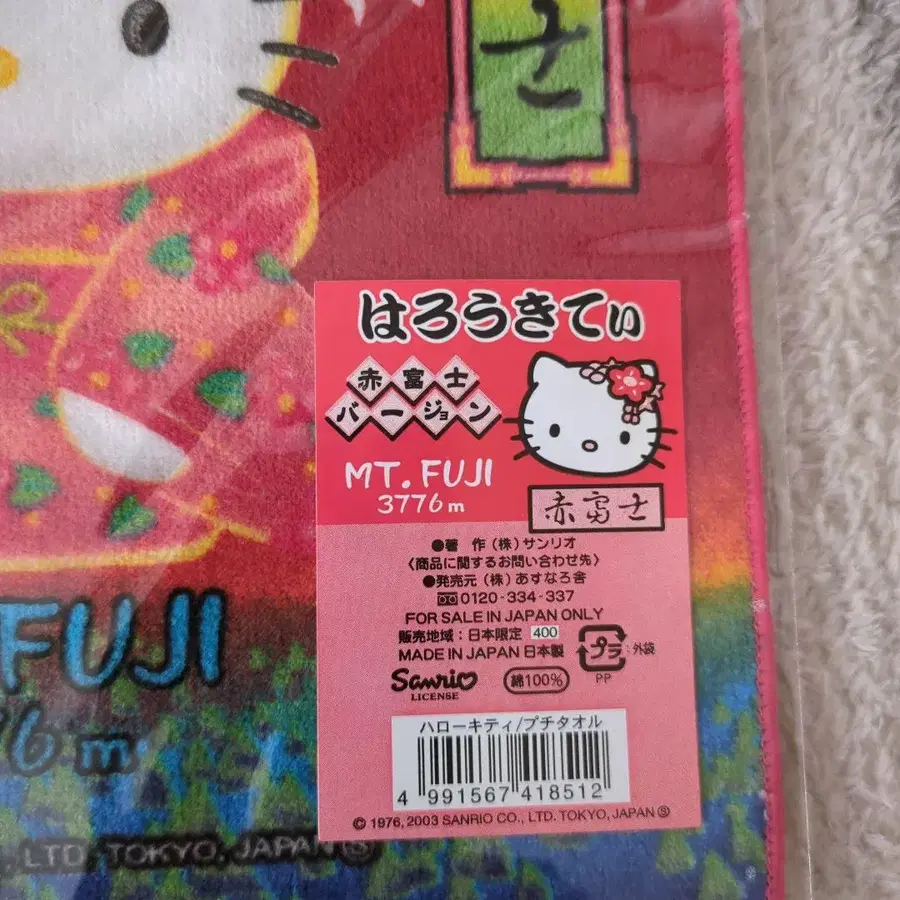 士
はろうきてぃ
赤富士
バージョン
MT. FUJI
3776m
赤富士
●著 作 (株) サンリオ
〈商品に関するお問い合わせ先〉
●発売元 (株) あすなろ舎
0120-334-337
FOR SALE IN JAPAN ONLY
販売地域：日本限定 400
MADE IN JAPAN 日本製
プラ
外袋
PP
Sanrio
LICENSE
綿100%
ハローキティ/プチタオル
4 991567 418512
© 1976, 2003 SANRIO CO., LTD. TOKYO, JAPAN Ⓢ
FUJI
6 m
LTD. TOKYO, JAPAN Ⓢ